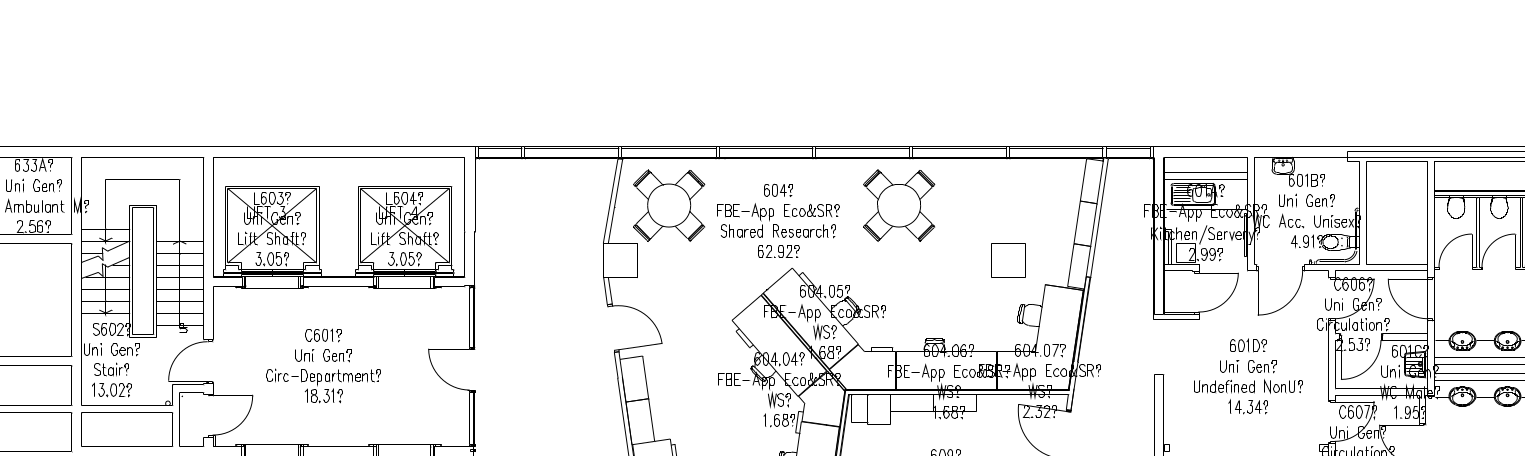 633A?
Uni Gen?
Ambulant M?
2.56?
S602?
Uni Gen?
Stair?
13.02?
L603?
LIFT 3
Uni Gen?
Lift Shaft?
3.05?
L604?
LIFT 4
Uni Gen?
Lift Shaft?
3.05?
C601?
Uni Gen?
Circ-Department?
18.31?
604?
FBE-App Eco&SR?
Shared Research?
62.92?
604.05?
FBE-App Eco&SR?
WS?
1.68?
604.04?
FBE-App Eco&SR?
WS?
1.68?
604.06?
FBE-App Eco&SR?
WS?
1.68?
604.07?
FBE-App Eco&SR?
WS?
2.32?
601A?
FBE-App Eco&SR?
Kitchen/Servery?
2.99?
601B?
Uni Gen?
WC Acc. Unisex?
4.91?
601D?
Uni Gen?
Undefined NonU?
14.34?
C606?
Uni Gen?
Circulation?
2.53?
601C?
Uni Gen?
WC Male?
1.95?
C607?
Uni Gen?
Circulation?